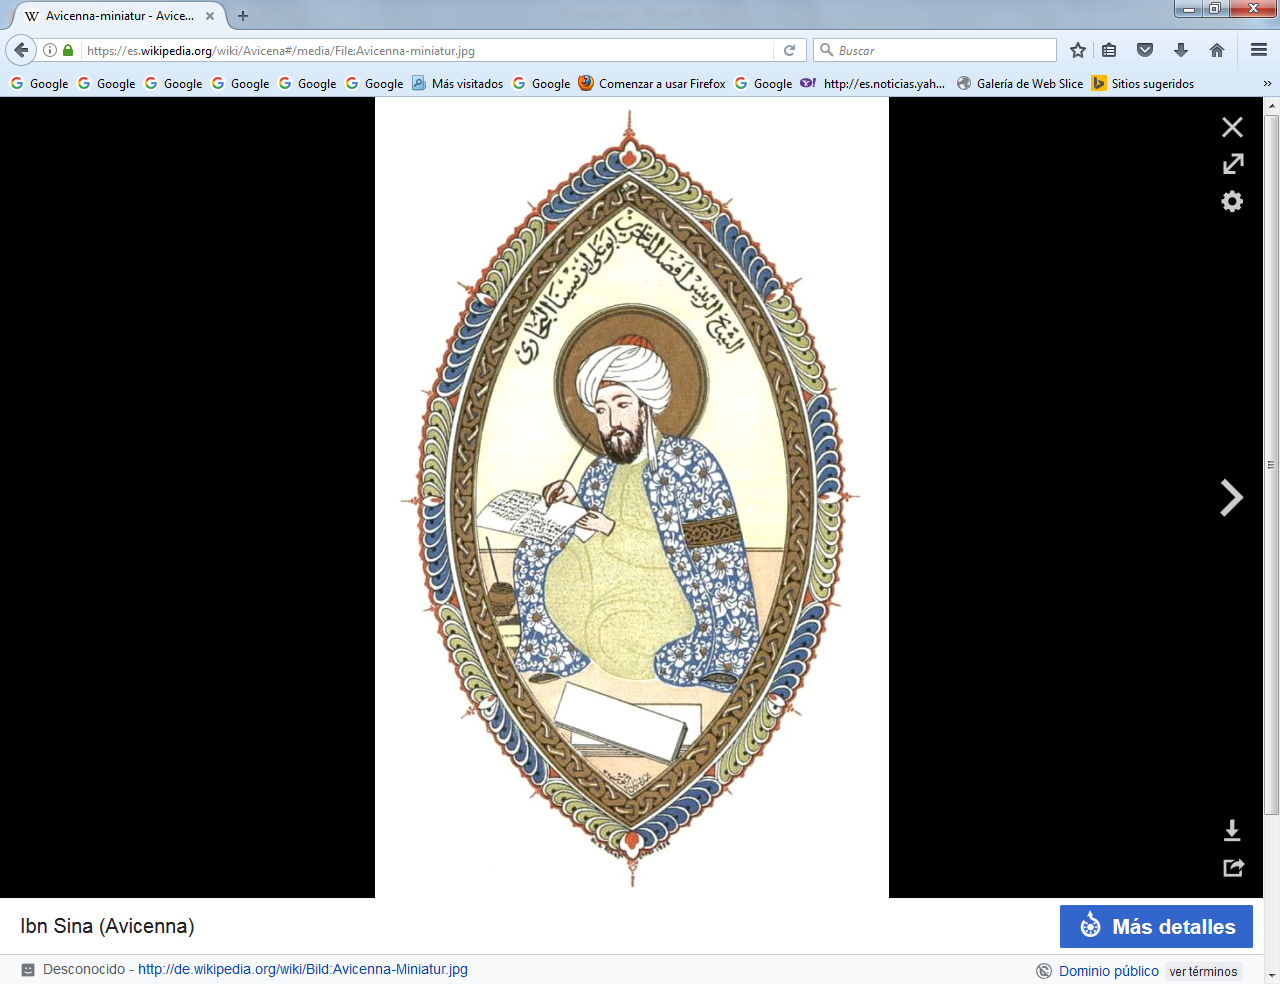 Avicenna-miniatur - Avice...
https://es.wikipedia.org/wiki/Avicena#/media/File:Avicenna-miniatur.jpg
Buscar
Google Google Google Google Google Google Más visitados Google Comenzar a usar Firefox Google http://es.noticias.yah... Galería de Web Slice Sitios sugeridos
الشيخ الرئيس افضل المتأخرين ابو علی ابن سینا البخاری
Ibn Sina (Avicenna)
Más detalles
Desconocido - http://de.wikipedia.org/wiki/Bild:Avicenna-Miniatur.jpg
Dominio público ver términos